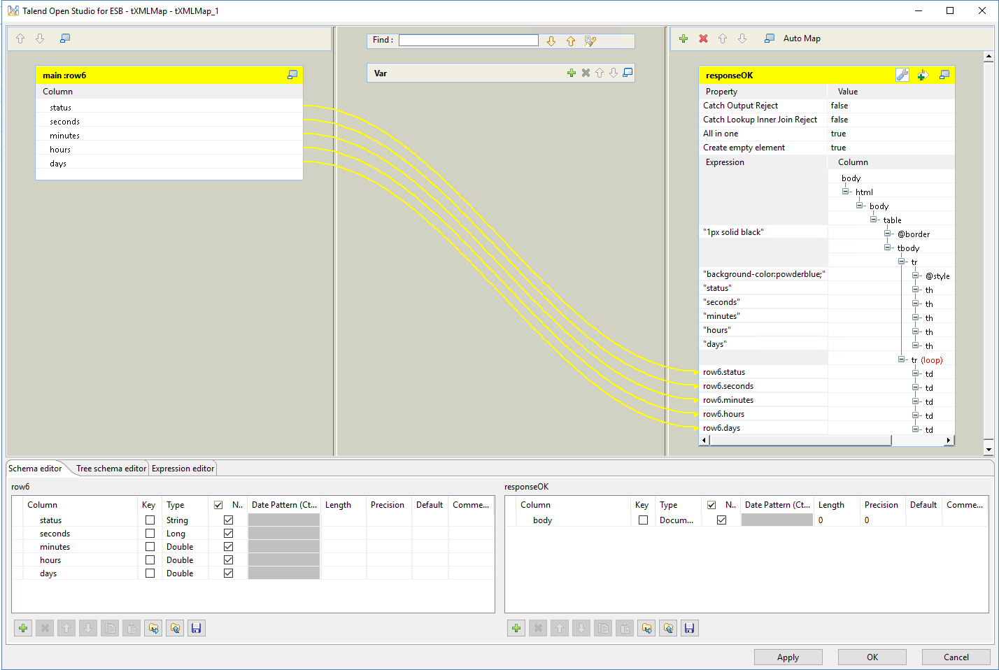 Talend Open Studio for ESB - tXMLMap - tXMLMap_1
Find :
Auto Map
main :row6
Column
status
seconds
minutes
hours
days
Var
responseOK
Property Value
Catch Output Reject false
Catch Lookup Inner Join Reject false
All in one true
Create empty element true
Expression Column
body
html
body
table
"1px solid black" @border
tbody
tr
"background-color:powderblue;" @style
"status" th
"seconds" th
"minutes" th
"hours" th
"days" th
tr (loop)
row6.status td
row6.seconds td
row6.minutes td
row6.hours td
row6.days td
Schema editor Tree schema editor Expression editor
row6
Column Key Type N.. Date Pattern (Ct... Length Precision Default Comme...
status String
seconds Long
minutes Double
hours Double
days Double
responseOK
Column Key Type N.. Date Pattern (Ct... Length Precision Default Comme...
body Docum... 0 0
Apply OK Cancel